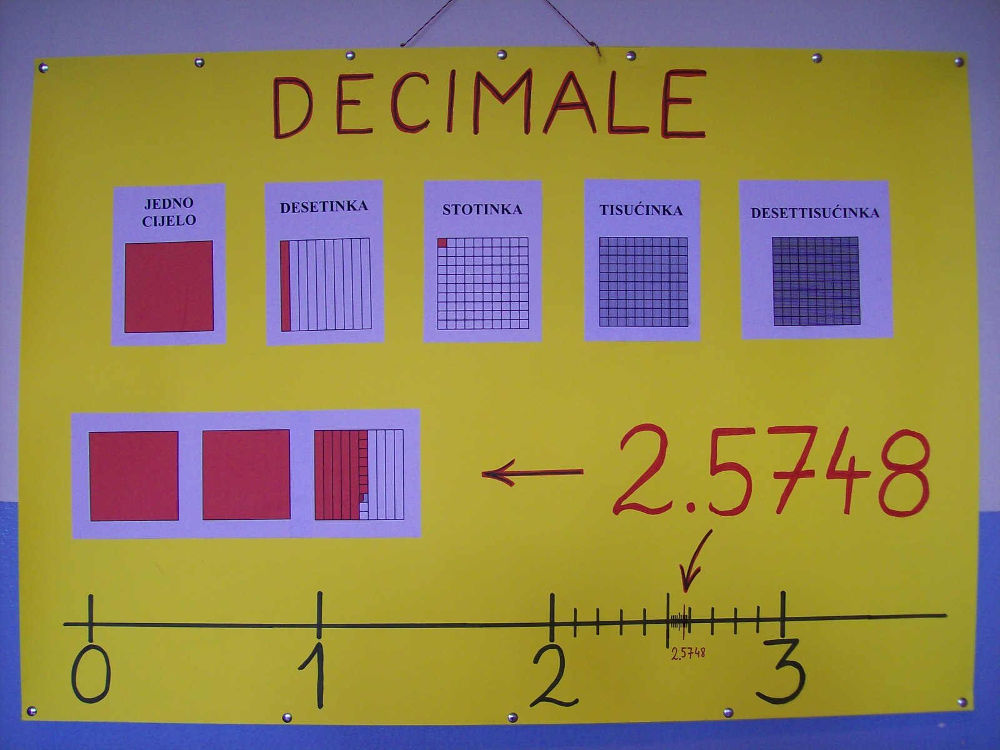 DECIMALE
JEDNO
CIJELO
DESETINKA
STOTINKA
TISUĆINKA
DESETTISUĆINKA
2.5748
2.5748
0
1
2
3